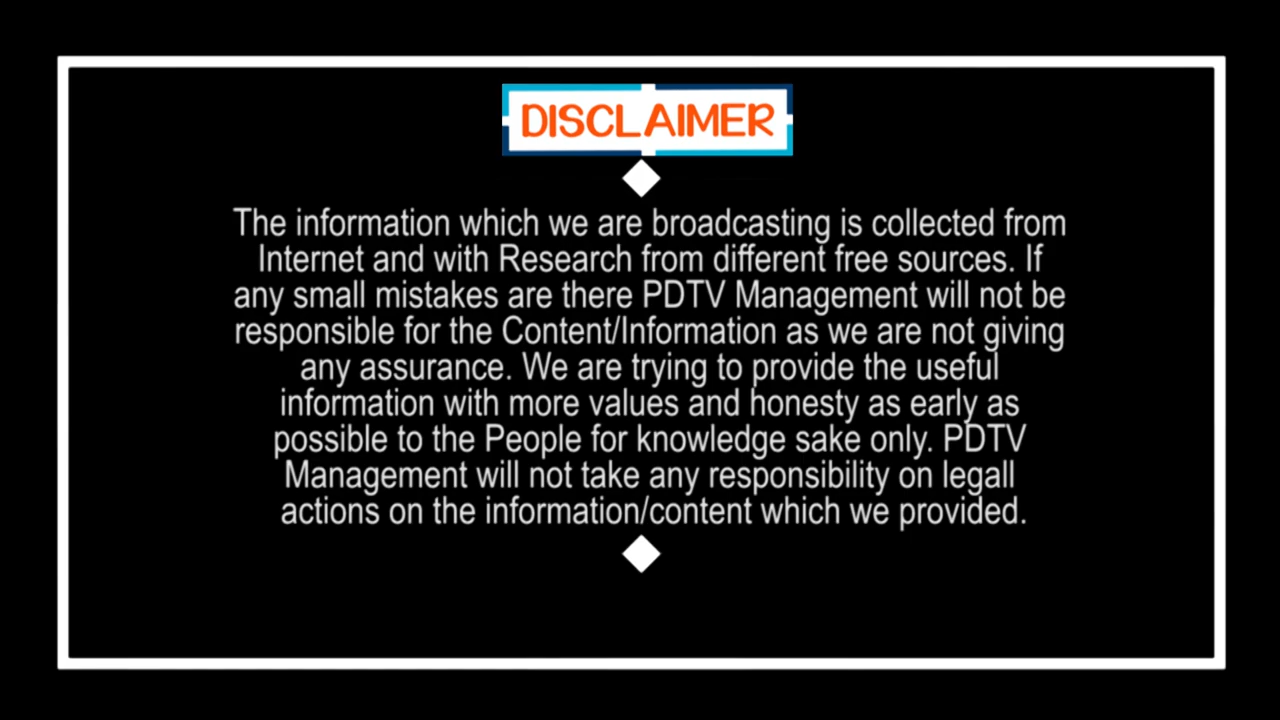 DISCLAIMER
The information which we are broadcasting is collected from
Internet and with Research from different free sources. If
any small mistakes are there PDTV Management will not be
responsible for the Content/Information as we are not giving
any assurance. We are trying to provide the useful
information with more values and honesty as early as
possible to the People for knowledge sake only. PDTV
Management will not take any responsibility on legall
actions on the information/content which we provided.